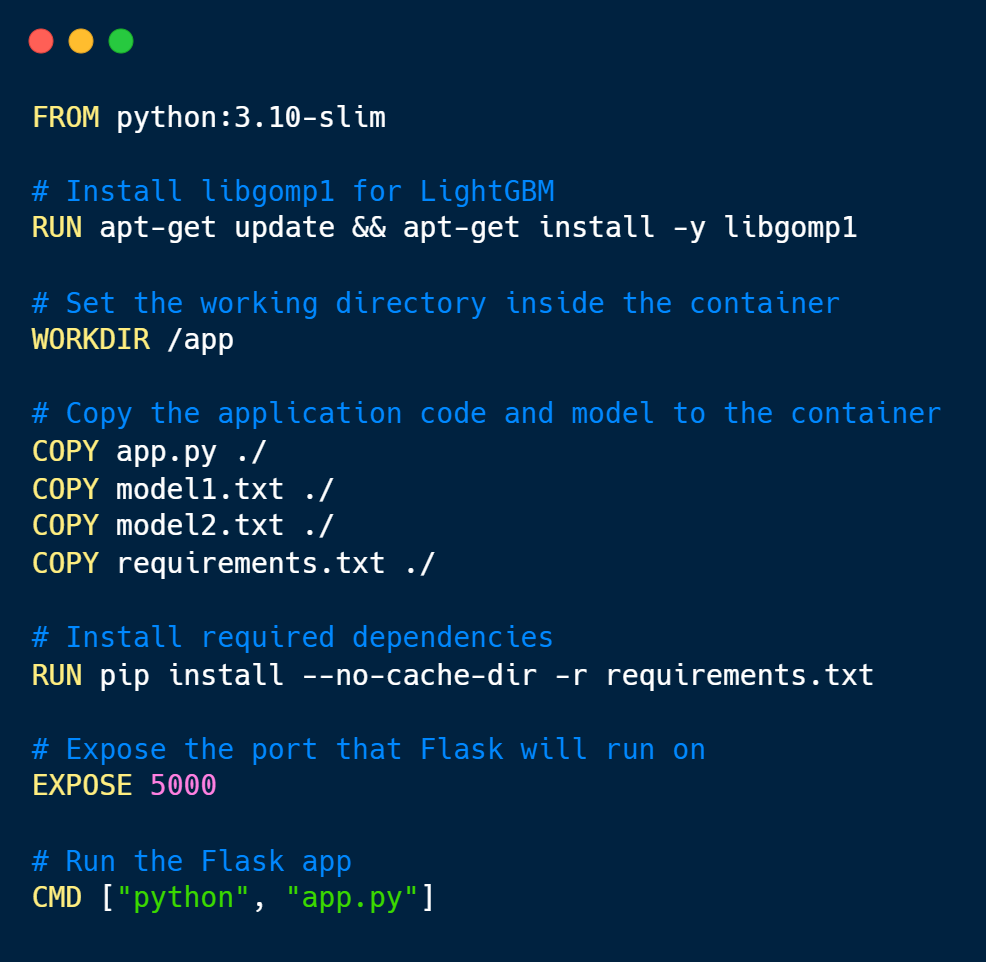 FROM python:3.10-slim
# Install libgomp1 for LightGBM
RUN apt-get update && apt-get install -y libgomp1
# Set the working directory inside the container
WORKDIR /app
# Copy the application code and model to the container
COPY app.py ./
COPY model1.txt ./
COPY model2.txt ./
COPY requirements.txt ./
# Install required dependencies
RUN pip install --no-cache-dir -r requirements.txt
# Expose the port that Flask will run on
EXPOSE 5000
# Run the Flask app
CMD ["python", "app.py"]